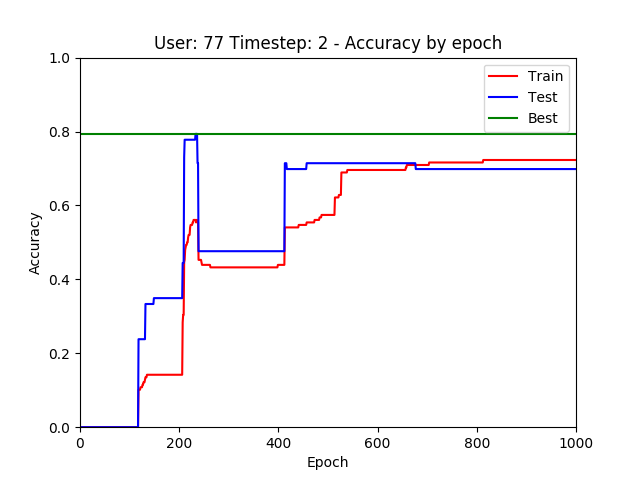 User: 77 Timestep: 2 - Accuracy by epoch
1.0
0.8
0.6
0.4
0.2
0.0
Accuracy
Train
Test
Best
0 200 400 600 800 1000
Epoch